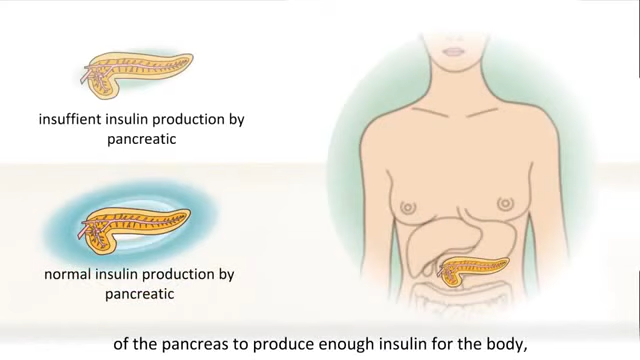 insuffient insulin production by
pancreatic
normal insulin production by
pancreatic
of the pancreas to produce enough insulin for the body,